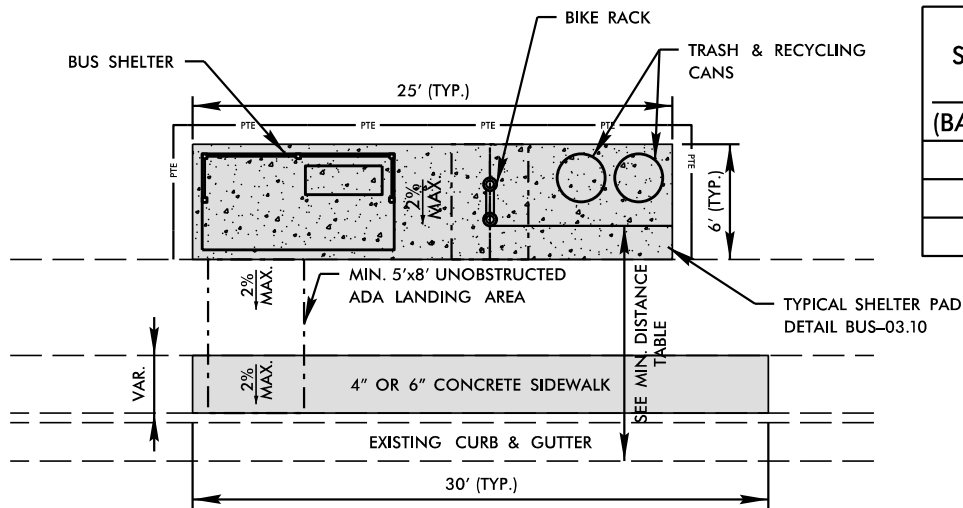 BIKE RACK
BUS SHELTER
TRASH & RECYCLING
CANS
S
(BA
25' (TYP.)
PTE
PTE
PTE
PTE
PTE
PTE
2%
MAX.
6' (TYP.)
2%
MAX.
MIN. 5'x8' UNOBSTRUCTED
ADA LANDING AREA
TYPICAL SHELTER PAD
DETAIL BUS-03.10
SEE MIN. DISTANCE
TABLE
VAR.
2%
MAX.
4" OR 6" CONCRETE SIDEWALK
EXISTING CURB & GUTTER
30' (TYP.)